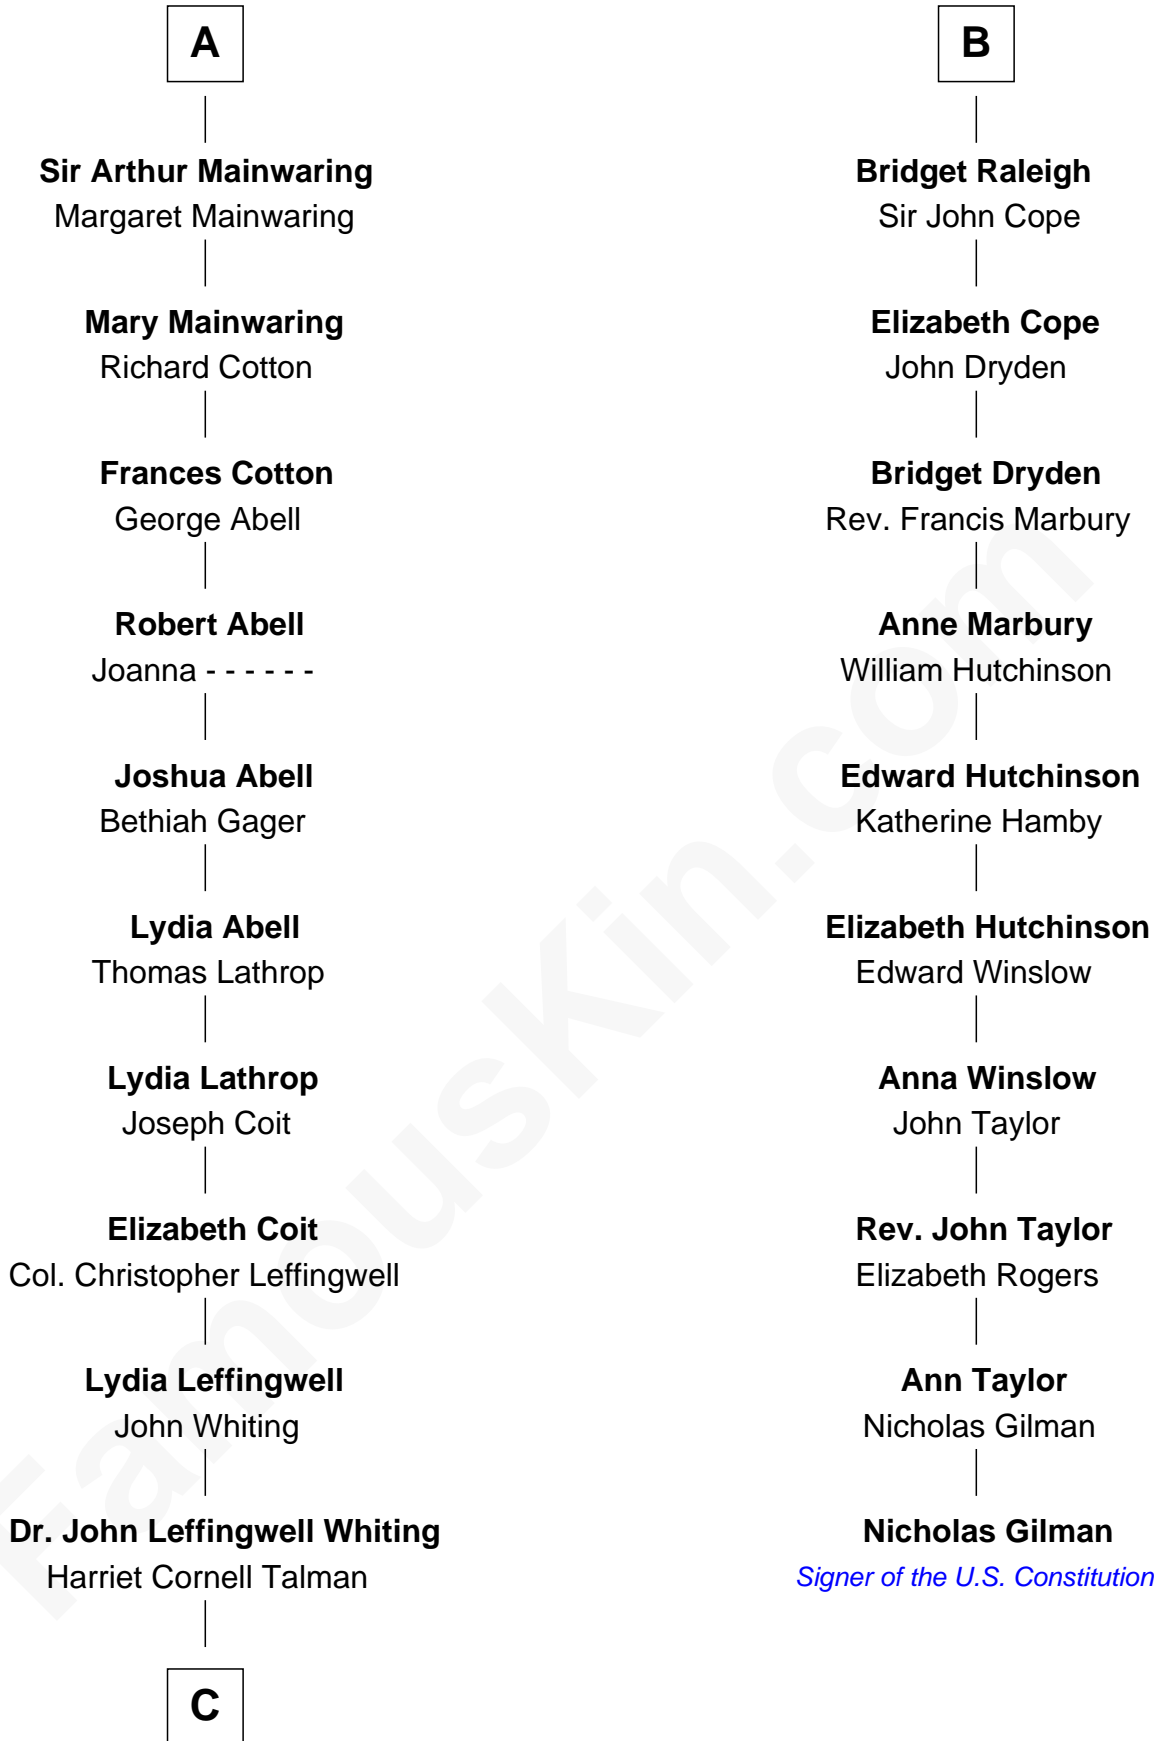 A
Sir Arthur Mainwaring
Margaret Mainwaring
Mary Mainwaring
Richard Cotton
Frances Cotton
George Abell
Robert Abell
Joanna - - - - - -
Joshua Abell
Bethiah Gager
Lydia Abell
Thomas Lathrop
Lydia Lathrop
Joseph Coit
Elizabeth Coit
Col. Christopher Leffingwell
Lydia Leffingwell
John Whiting
Dr. John Leffingwell Whiting
Harriet Cornell Talman
C
B
Bridget Raleigh
Sir John Cope
Elizabeth Cope
John Dryden
Bridget Dryden
Rev. Francis Marbury
Anne Marbury
William Hutchinson
Edward Hutchinson
Katherine Hamby
Elizabeth Hutchinson
Edward Winslow
Anna Winslow
John Taylor
Rev. John Taylor
Elizabeth Rogers
Ann Taylor
Nicholas Gilman
Nicholas Gilman
Signer of the U.S. Constitution
FamousKin.com